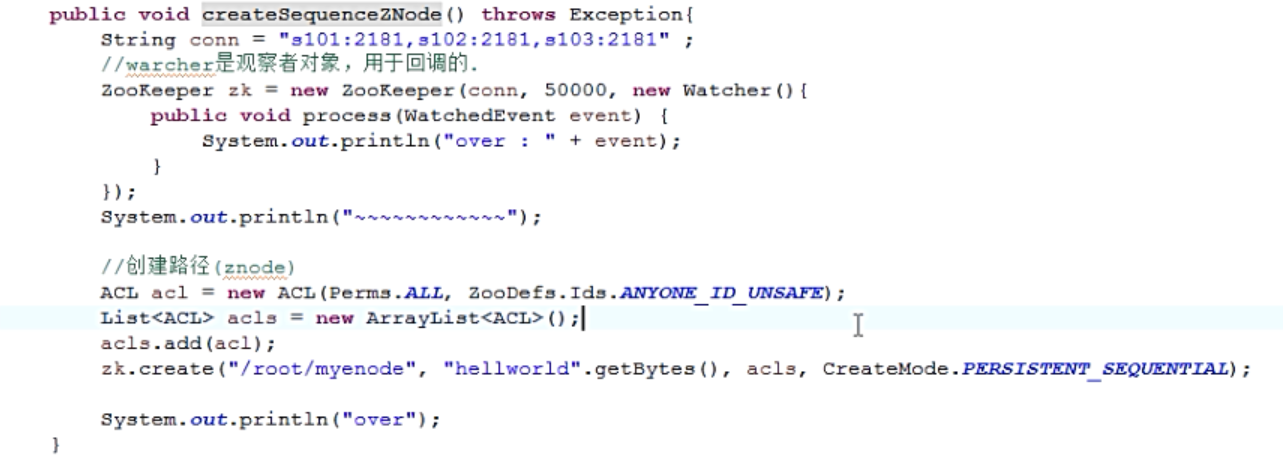 public void createSequenceZNode() throws Exception{
String conn = "s101:2181,s102:2181,s103:2181" ;
//warcher是观察者对象，用于回调的.
ZooKeeper zk = new ZooKeeper(conn, 50000, new Watcher(){
public void process(WatchedEvent event) {
System.out.println("over : " + event);
}
});
System.out.println("~~~~~~~~~~~~");
//创建路径(znode)
ACL acl = new ACL(Perms.ALL, ZooDefs.Ids.ANYONE_ID_UNSAFE);
List<ACL> acls = new ArrayList<ACL>();
acls.add(acl);
zk.create("/root/myenode", "hellworld".getBytes(), acls, CreateMode.PERSISTENT_SEQUENTIAL);
System.out.println("over");
}